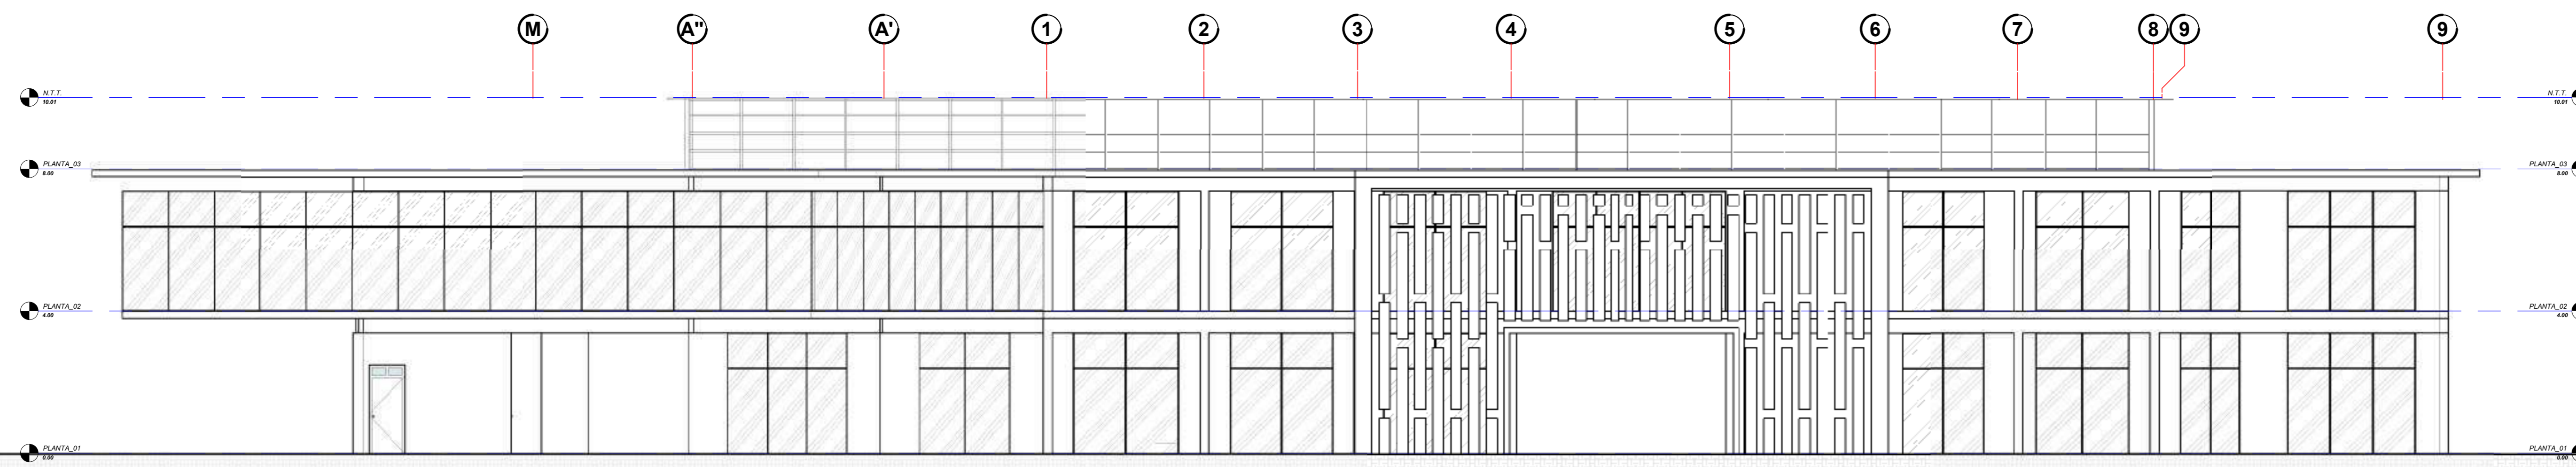 M A" A' 1 2 3 4 5 6 7 8 9 9
N.T.T. N.T.T.
10.01 10.01
PLANTA_03 PLANTA_03
8.00 8.00
PLANTA_02 PLANTA_02
4.00 4.00
PLANTA_01 PLANTA_01
0.00 0.00